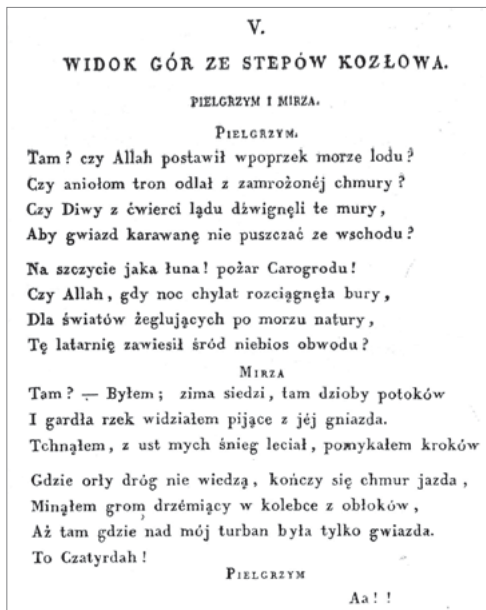 V.
WIDOK GÓR ZE STEPÓW KOZŁOWA.
PIELGRZYM I MIRZA.
PIELGRZYM.
Tam? czy Allah postawił wpoprzek morze lodu?
Czy aniołom tron odlał z zamrożonéj chmury?
Czy Diwy z ćwierci lądu dźwignęli te mury,
Aby gwiazd karawanę nie puszczać ze wschodu?
Na szczycie jaka łuna! pożar Carogrodu!
Czy Allah, gdy noc chylat rozciągnęła bury,
Dla światów żeglujących po morzu natury,
Tę latarnię zawiesił śród niebios obwodu?
MIRZA
Tam? — Byłem; zima siedzi, tam dzioby potoków
I gardła rzek widziałem pijące z jéj gniazda.
Tchnąłem, z ust mych śnieg leciał, pomykałem kroków
Gdzie orły dróg nie wiedzą, kończy się chmur jazda,
Minąłem grom drzémiący w kolebce z obłoków,
Aż tam gdzie nad mój turban była tylko gwiazda.
To Czatyrdah!
PIELGRZYM
Aa!!